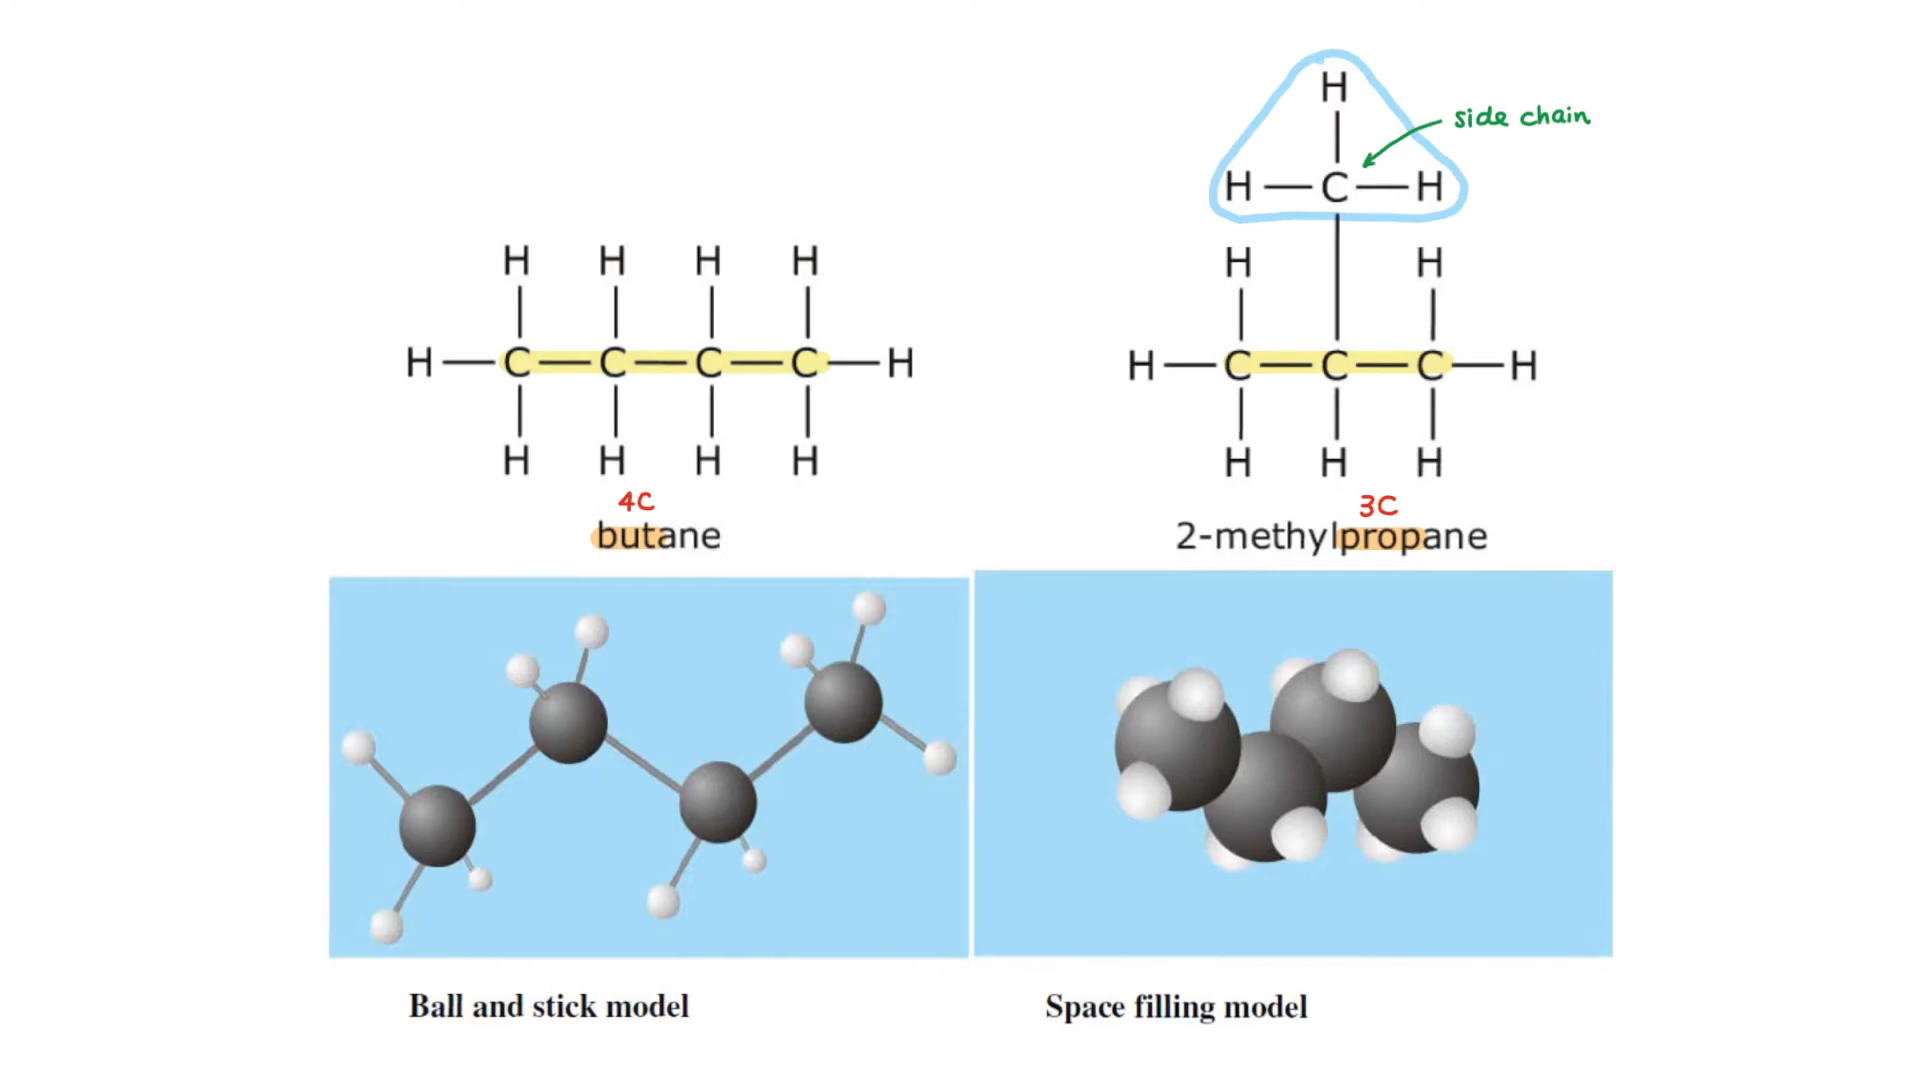 H
side chain
H—C—H
H H H H
H H
H—C—C—C—C—H
H—C—C—C—H
H H H H
H H H
4C
3C
butane
2-methylpropane
Ball and stick model
Space filling model